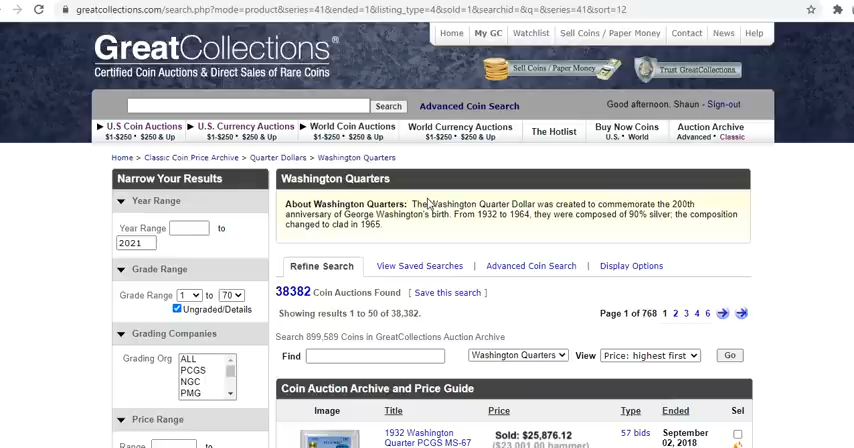 greatcollections.com/search.php?mode=product&series=41&ended=1&listing_type=4&sold=1&searchid=&q=&series=41&sort=12
Home | My GC | Watchlist | Sell Coins / Paper Money | Contact | News | Help
GreatCollections®
Certified Coin Auctions & Direct Sales of Rare Coins
Sell Coins / Paper Money
Trust GreatCollections
Search Advanced Coin Search Good afternoon, Shaun - Sign-out
U.S Coin Auctions U.S. Currency Auctions World Coin Auctions World Currency Auctions The Hotlist Buy Now Coins Auction Archive
$1-$250 • $250 & Up $1-$250 • $250 & Up $1-$250 • $250 & Up $1-$250 • $250 & Up U.S. • World Advanced • Classic
Home > Classic Coin Price Archive > Quarter Dollars > Washington Quarters
Narrow Your Results
Year Range
Year Range to
2021
Grade Range
Grade Range 1 to 70
Ungraded/Details
Grading Companies
Grading Org ALL
PCGS
NGC
PMG
Price Range
Range
Washington Quarters
About Washington Quarters: The Washington Quarter Dollar was created to commemorate the 200th
anniversary of George Washington's birth. From 1932 to 1964, they were composed of 90% silver; the composition
changed to clad in 1965.
Refine Search View Saved Searches | Advanced Coin Search | Display Options
38382 Coin Auctions Found [ Save this search ]
Showing results 1 to 50 of 38,382. Page 1 of 768 1 2 3 4 6
Search 899,589 Coins in GreatCollections Auction Archive
Find Washington Quarters View Price: highest first Go
Coin Auction Archive and Price Guide
Image Title Price Type Ended Sel
1932 Washington Sold: $25,876.12 57 bids September
Quarter PCGS MS-67 ($23,001.00 hammer) 02, 2018